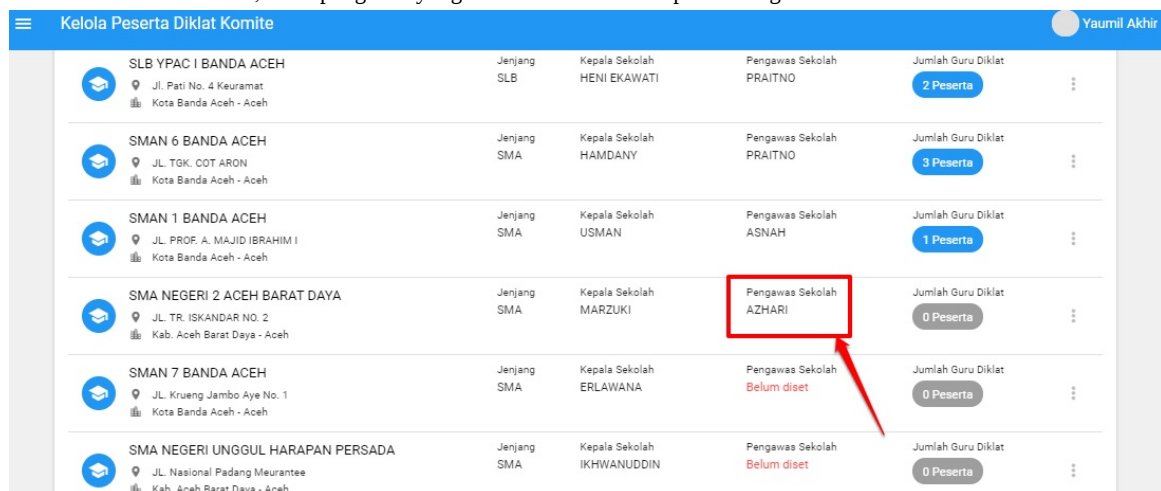 Kelola Peserta Diklat Komite
Yaumil Akhir
SLB YPAC I BANDA ACEH
Jl. Pati No. 4 Keuramat
Kota Banda Aceh - Aceh
Jenjang
SLB
Kepala Sekolah
HENI EKAWATI
Pengawas Sekolah
PRAITNO
Jumlah Guru Diklat
2 Peserta
SMAN 6 BANDA ACEH
JL. TGK. COT ARON
Kota Banda Aceh - Aceh
Jenjang
SMA
Kepala Sekolah
HAMDANY
Pengawas Sekolah
PRAITNO
Jumlah Guru Diklat
3 Peserta
SMAN 1 BANDA ACEH
JL. PROF. A. MAJID IBRAHIM I
Kota Banda Aceh - Aceh
Jenjang
SMA
Kepala Sekolah
USMAN
Pengawas Sekolah
ASNAH
Jumlah Guru Diklat
1 Peserta
SMA NEGERI 2 ACEH BARAT DAYA
JL. TR. ISKANDAR NO. 2
Kab. Aceh Barat Daya - Aceh
Jenjang
SMA
Kepala Sekolah
MARZUKI
Pengawas Sekolah
AZHARI
Jumlah Guru Diklat
0 Peserta
SMAN 7 BANDA ACEH
JL. Krueng Jambo Aye No. 1
Kota Banda Aceh - Aceh
Jenjang
SMA
Kepala Sekolah
ERLAWANA
Pengawas Sekolah
Belum diset
Jumlah Guru Diklat
0 Peserta
SMA NEGERI UNGGUL HARAPAN PERSADA
JL. Nasional Padang Meurantee
Kab. Aceh Barat Daya - Aceh
Jenjang
SMA
Kepala Sekolah
IKHWANUDDIN
Pengawas Sekolah
Belum diset
Jumlah Guru Diklat
0 Peserta